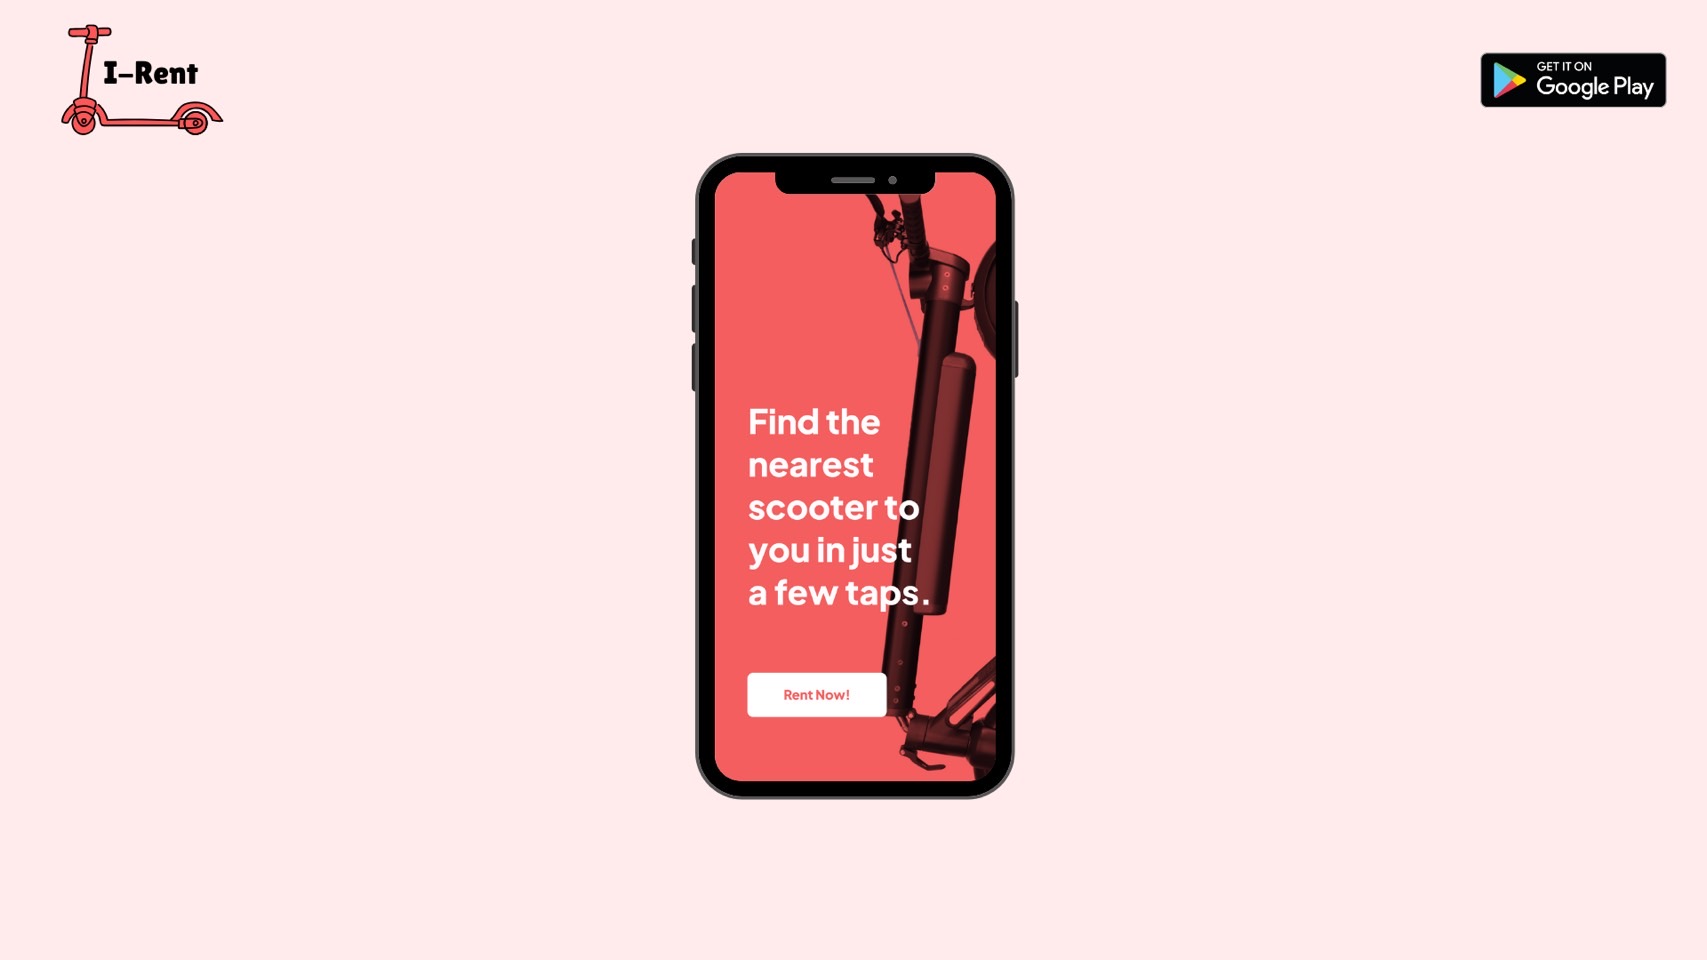 I-Rent
GET IT ON
Google Play
Find the
nearest
scooter to
you in just
a few taps.
Rent Now!